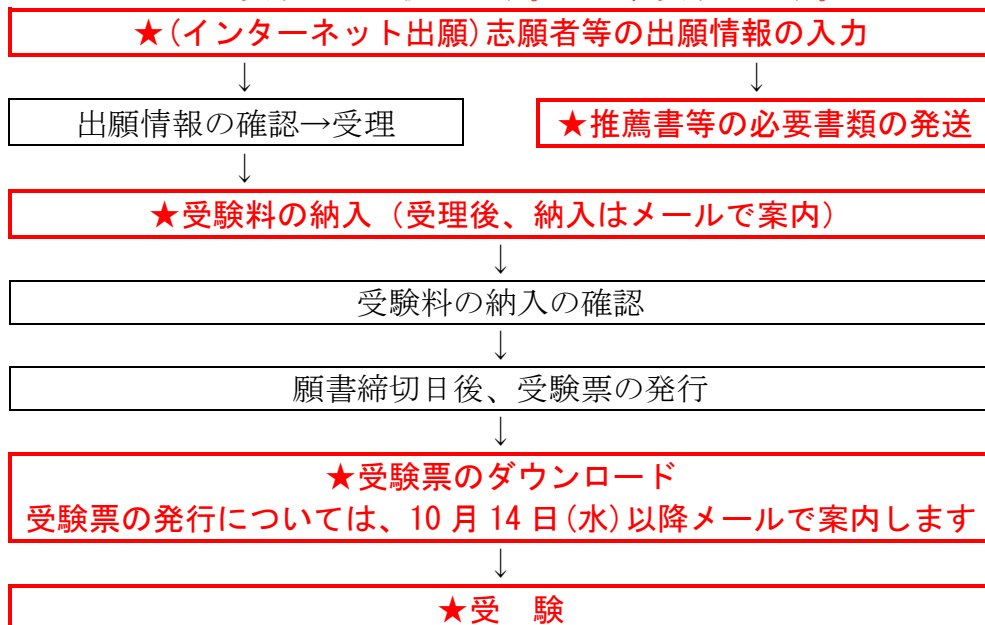 ★(インターネット出願)志願者等の出願情報の入力
↓ ↓
出願情報の確認→受理 ★推薦書等の必要書類の発送
↓
★受験料の納入（受理後、納入はメールで案内）
↓
受験料の納入の確認
↓
願書締切日後、受験票の発行
↓
★受験票のダウンロード
受験票の発行については、10月14日(水)以降メールで案内します
↓
★受　験